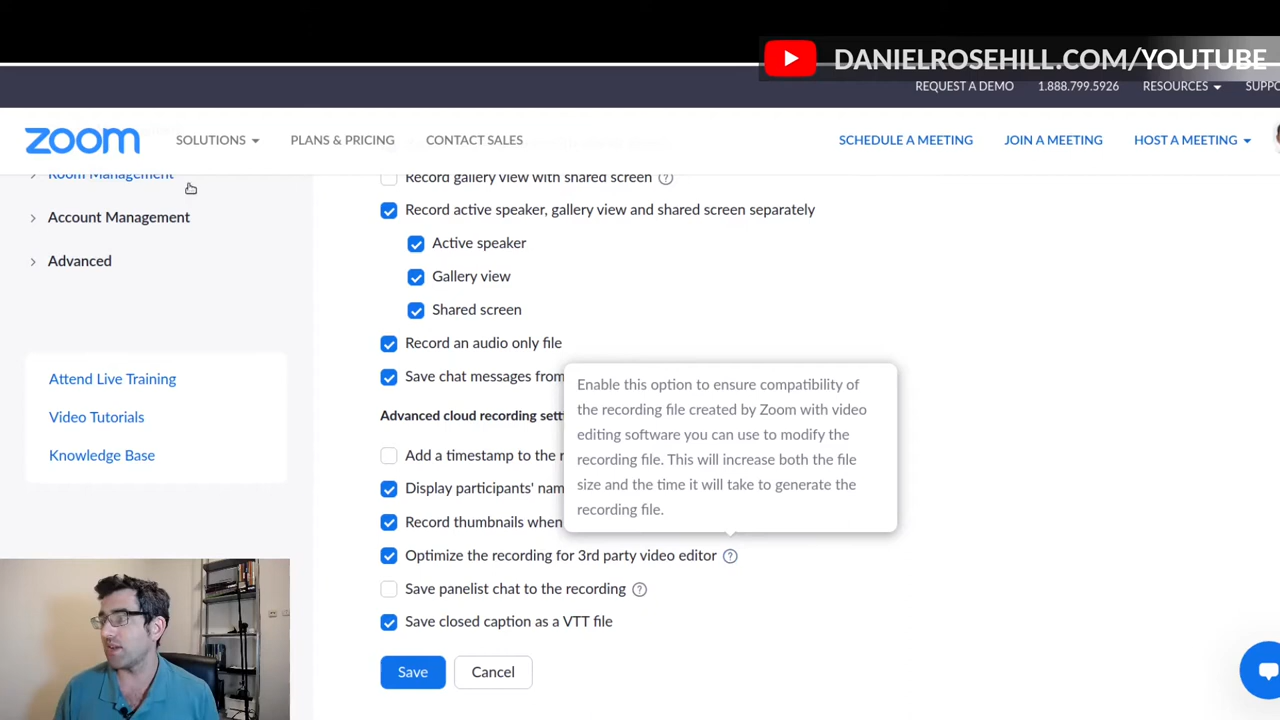 DANIELROSEHILL.COM/YOUTUBE
REQUEST A DEMO 1.888.799.5926 RESOURCES SUPPO
zoom SOLUTIONS PLANS & PRICING CONTACT SALES SCHEDULE A MEETING JOIN A MEETING HOST A MEETING
Room Management
Account Management
Advanced
Attend Live Training
Video Tutorials
Knowledge Base
Record gallery view with shared screen
Record active speaker, gallery view and shared screen separately
Active speaker
Gallery view
Shared screen
Record an audio only file
Save chat messages from
Enable this option to ensure compatibility of
the recording file created by Zoom with video
editing software you can use to modify the
recording file. This will increase both the file
size and the time it will take to generate the
recording file.
Advanced cloud recording setti
Add a timestamp to the r
Display participants' nam
Record thumbnails when
Optimize the recording for 3rd party video editor
Save panelist chat to the recording
Save closed caption as a VTT file
Save Cancel